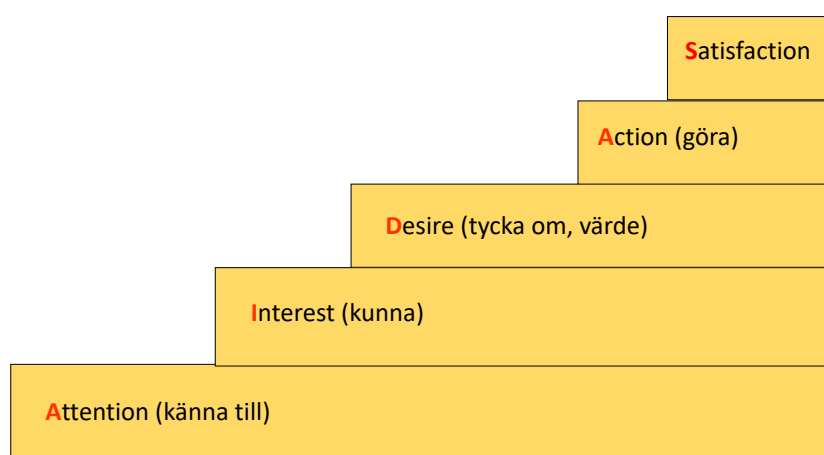 Satisfaction
Action (göra)
Desire (tycka om, värde)
Interest (kunna)
Attention (känna till)